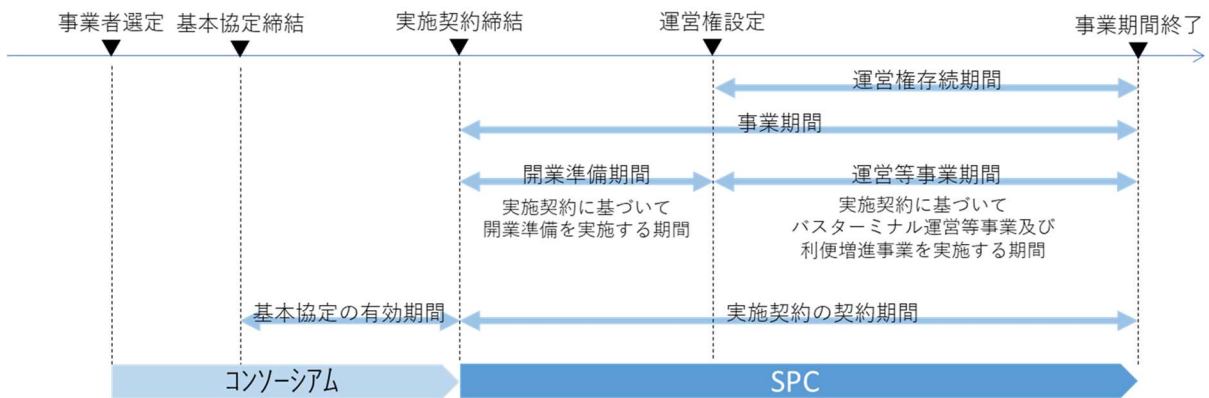 事業者選定
基本協定締結
実施契約締結
運営権設定
事業期間終了
運営権存続期間
事業期間
開業準備期間
運営等事業期間
実施契約に基づいて
開業準備を実施する期間
実施契約に基づいて
バスターミナル運営等事業及び
利便増進事業を実施する期間
基本協定の有効期間
実施契約の契約期間
コンソーシアム
SPC